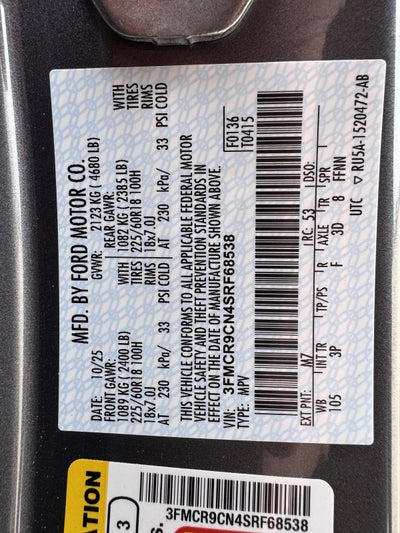 MFD. BY FORD MOTOR CO.
DATE: 10/25 GVWR: 2123 KG ( 4680 LB)
FRONT GAWR: REAR GAWR: WITH
1089 KG ( 2400 LB) 1082 KG ( 2385 LB) TIRES
225/60R18 100H 225/60R18 100H RIMS
18x7.0J 18x7.0J
AT 230 kPa/ 33 PSI COLD AT 230 kPa/ 33 PSI COLD
THIS VEHICLE CONFORMS TO ALL APPLICABLE FEDERAL MOTOR
VEHICLE SAFETY AND THEFT PREVENTION STANDARDS IN
EFFECT ON THE DATE OF MANUFACTURE SHOWN ABOVE.
VIN: 3FMCR9CN4SRF68538 F0136
TYPE: MPV T0415
EXT PNT: M7 RC: 53 DSO:
WB INT TR TP/PS R AXLE TR SPR
105 3P F 3D 8 FFNN
UTC ▽ RU5A-1520472-AB
ATION
3
S.
3FMCR9CN4SRF68538